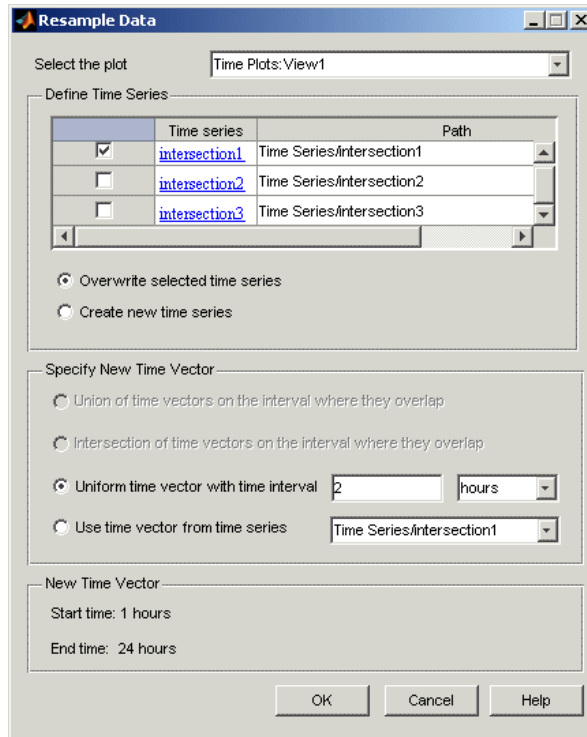 Resample Data
Select the plot Time Plots:View1
Define Time Series
Time series Path
intersection1 Time Series/intersection1
intersection2 Time Series/intersection2
intersection3 Time Series/intersection3
Overwrite selected time series
Create new time series
Specify New Time Vector
Union of time vectors on the interval where they overlap
Intersection of time vectors on the interval where they overlap
Uniform time vector with time interval 2 hours
Use time vector from time series Time Series/intersection1
New Time Vector
Start time: 1 hours
End time: 24 hours
OK Cancel Help